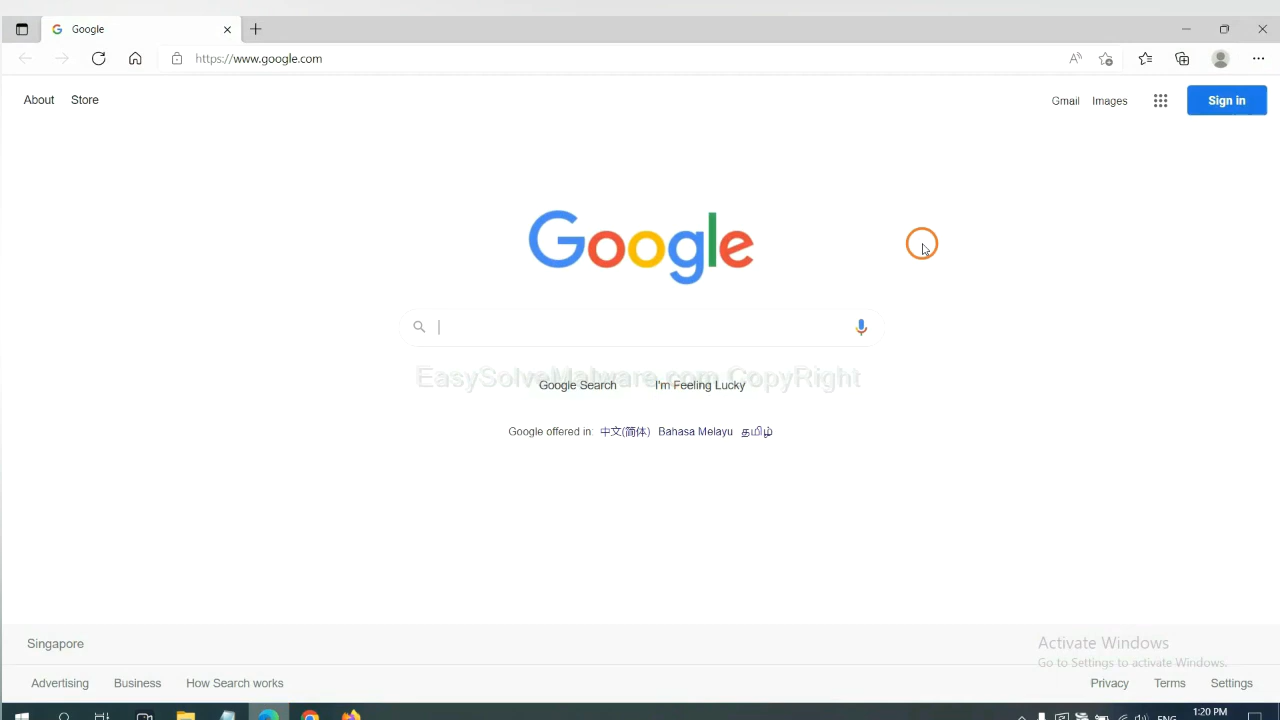 Google
https://www.google.com
About Store
Gmail Images Sign in
Google
EasySolveMalware.com CopyRight
Google Search I'm Feeling Lucky
Google offered in: 中文(简体) Bahasa Melayu தமிழ்
Singapore
Activate Windows
Go to Settings to activate Windows.
Advertising Business How Search works
Privacy Terms Settings
ENG
1:20 PM